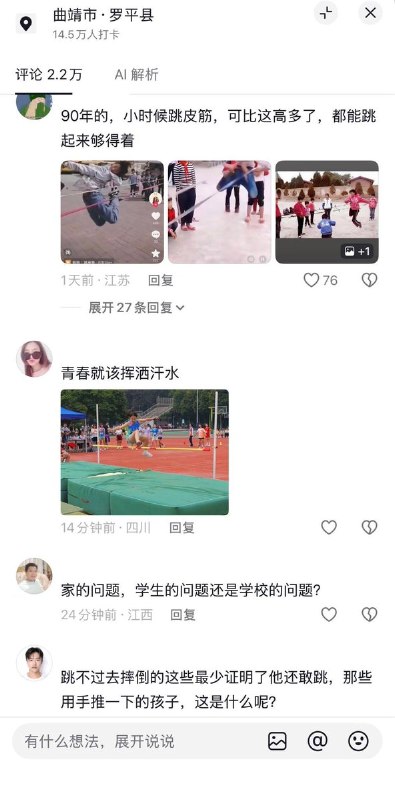 曲靖市 · 罗平县
14.5万人打卡
评论 2.2万
AI 解析
90年的，小时候跳皮筋，可比这高多了，都能跳
起来够得着
+1
1天前 · 江苏 回复
76
展开 27 条回复
青春就该挥洒汗水
14分钟前 · 四川 回复
家的问题，学生的问题还是学校的问题？
24分钟前 · 江西 回复
跳不过去摔倒的这些最少证明了他还敢跳，那些
用手推一下的孩子，这是什么呢？
有什么想法，展开说说